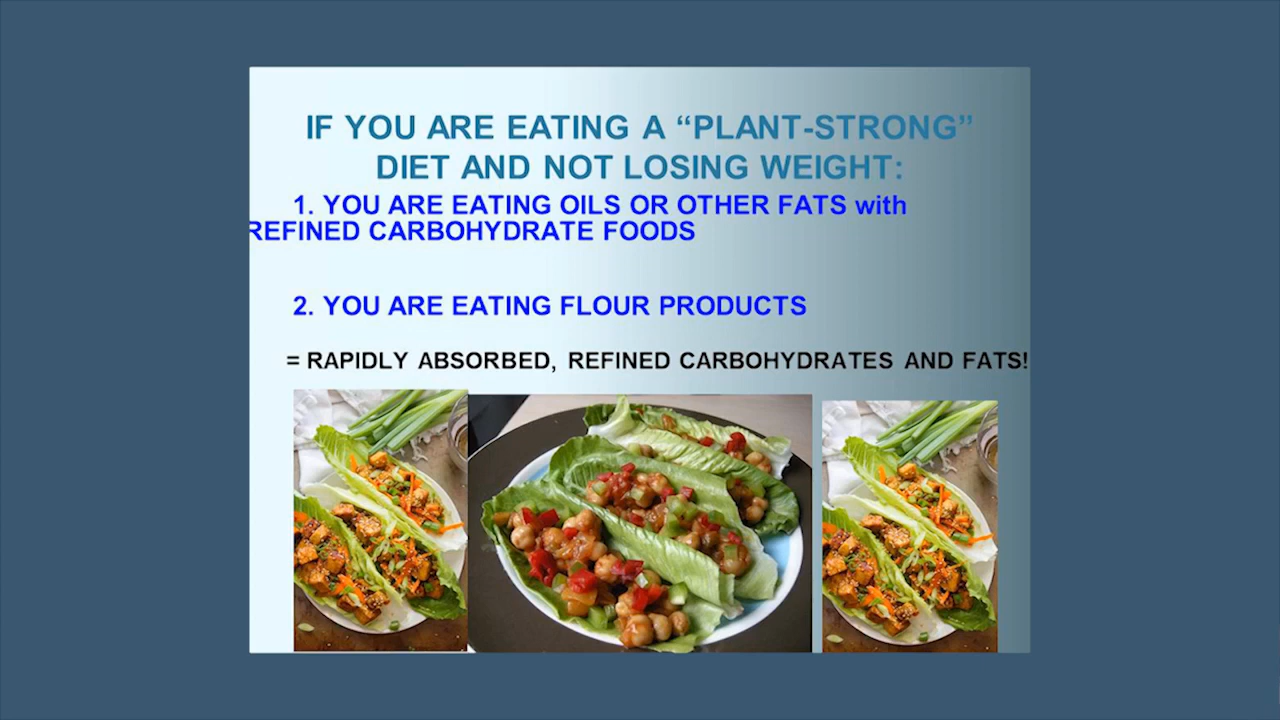 IF YOU ARE EATING A “PLANT-STRONG”
DIET AND NOT LOSING WEIGHT:
1. YOU ARE EATING OILS OR OTHER FATS with
REFINED CARBOHYDRATE FOODS
2. YOU ARE EATING FLOUR PRODUCTS
= RAPIDLY ABSORBED, REFINED CARBOHYDRATES AND FATS!